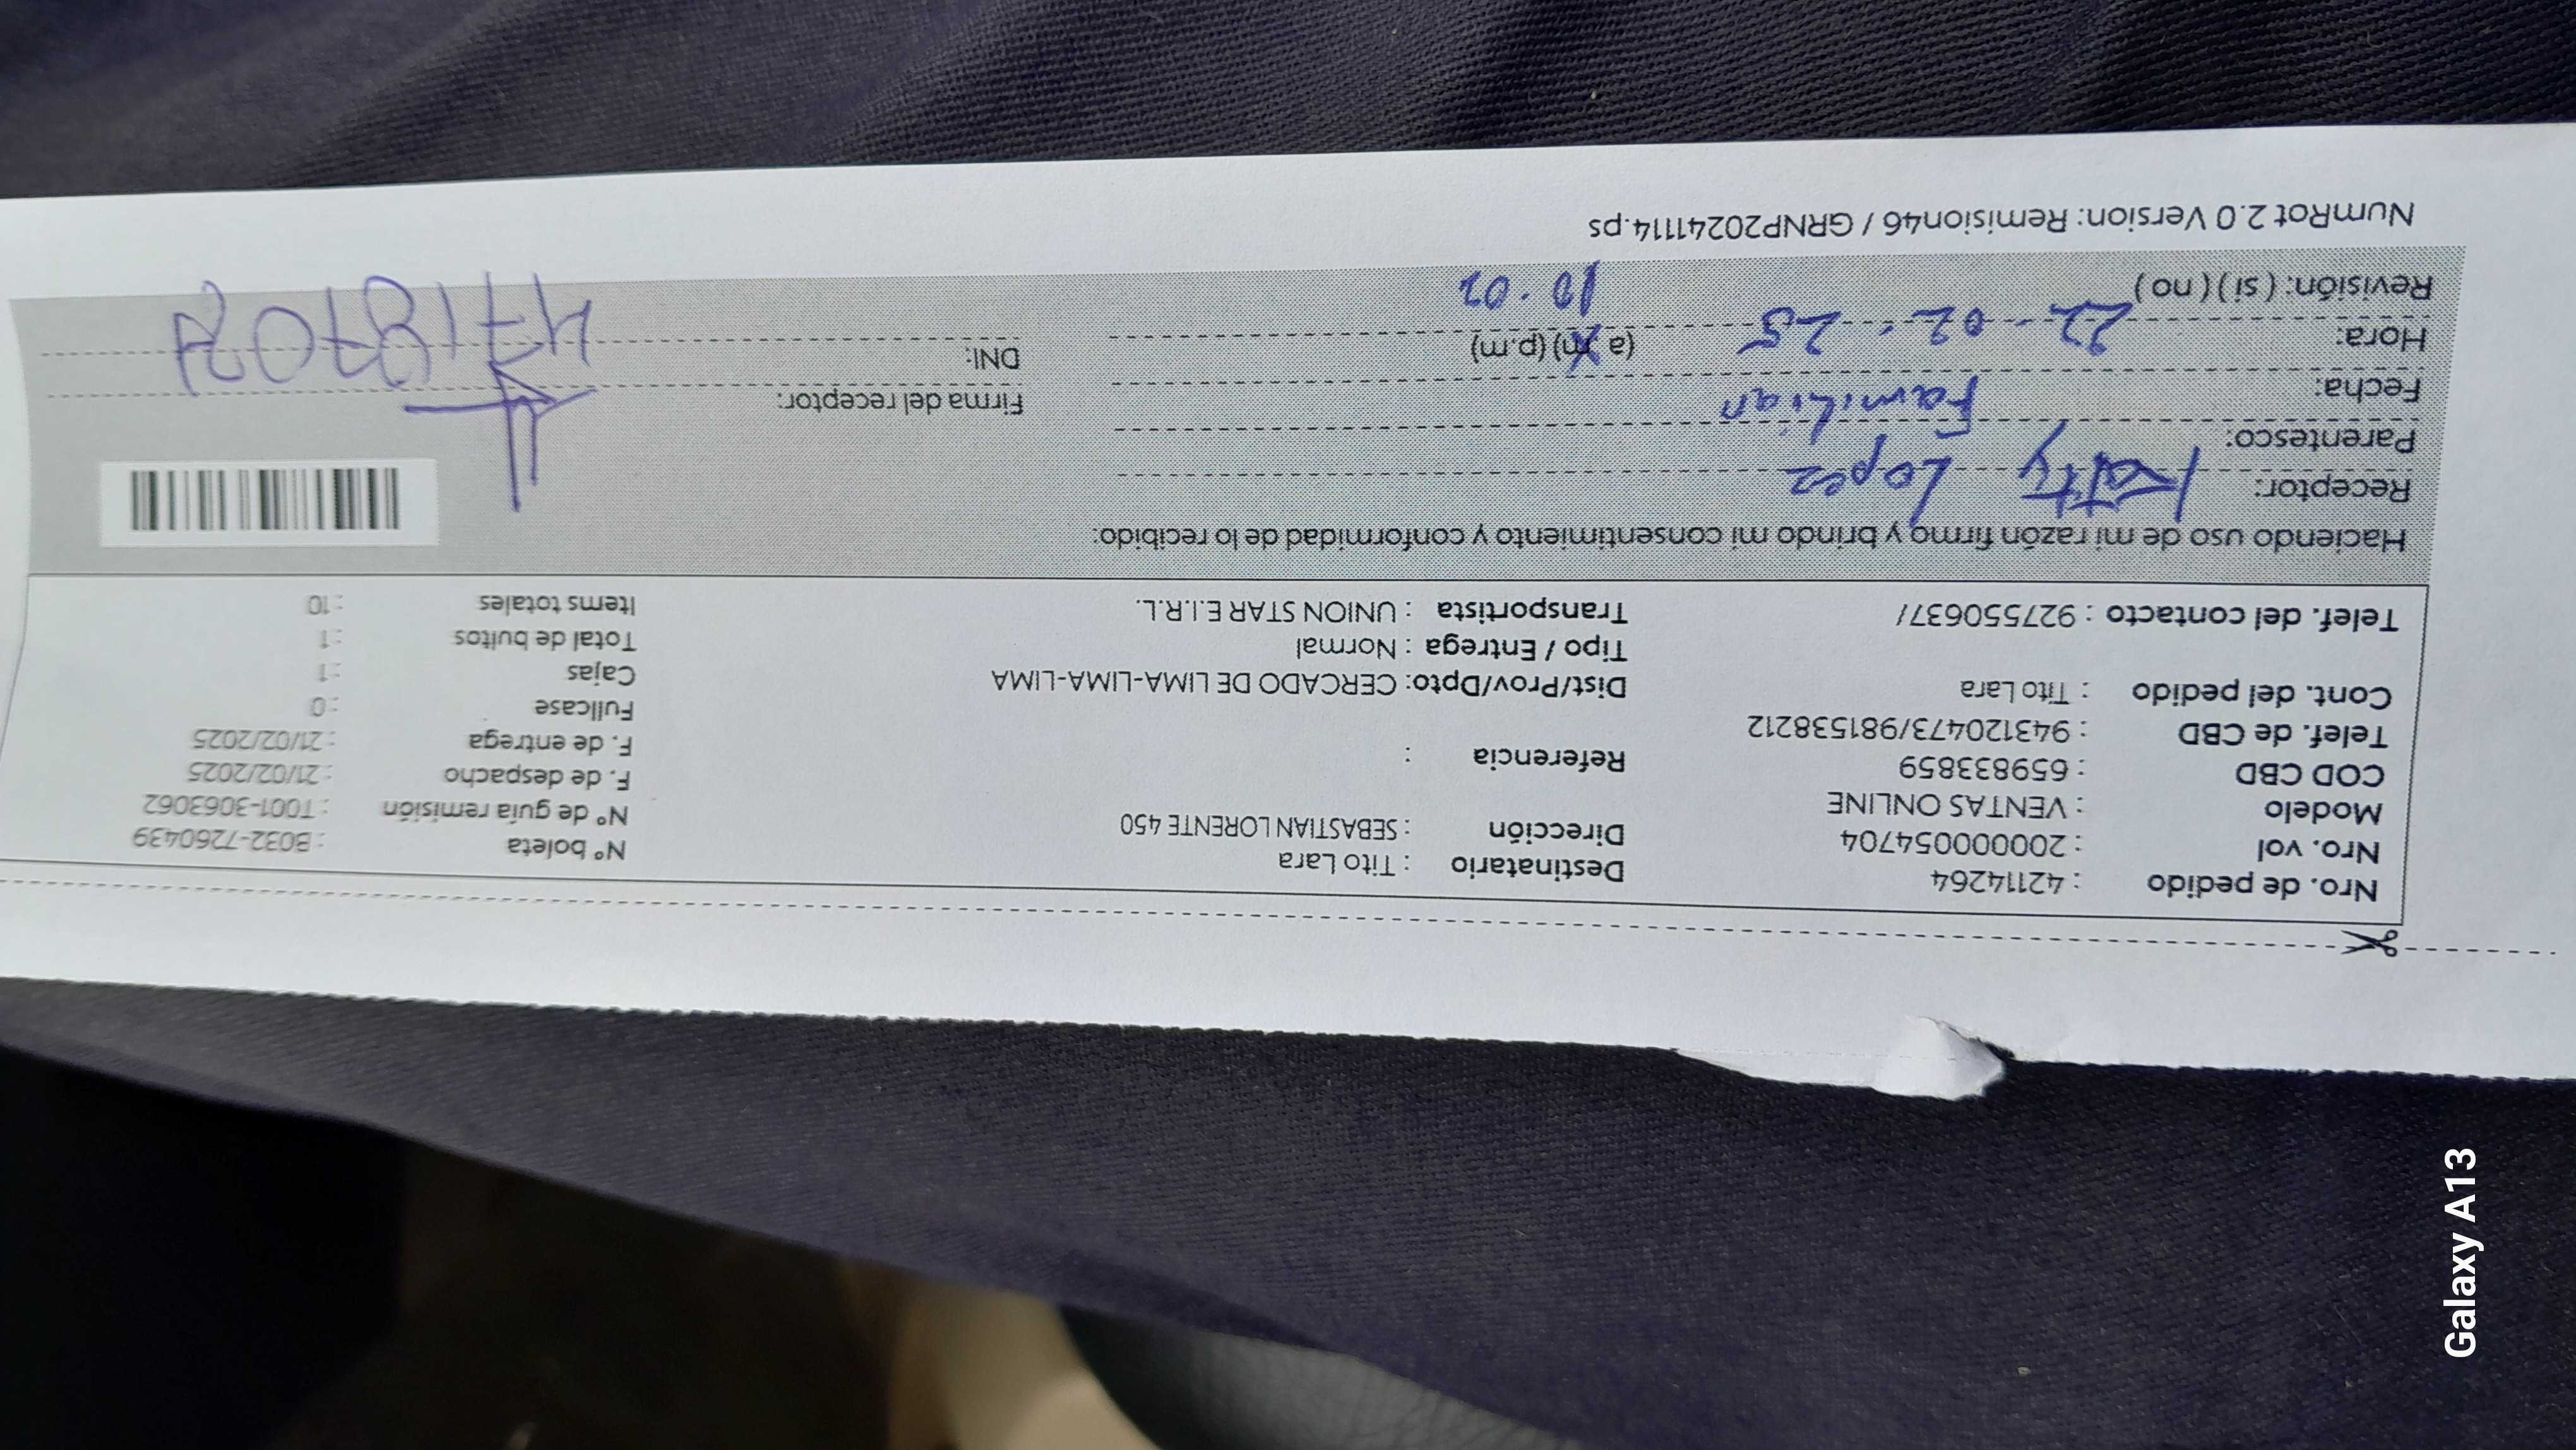 Nro. de pedido : 42114264
Nro. vol : 20000054704
Modelo : VENTAS ONLINE
COD CBD : 659833859
Telef. de CBD : 943120473/981538212
Cont. del pedido : Tito Lara
Telef. del contacto : 927550637/
Destinatario : Tito Lara
Dirección : SEBASTIAN LORENTE 450
Referencia :
Dist/Prov/Dpto: CERCADO DE LIMA-LIMA-LIMA
Tipo / Entrega : Normal
Transportista : UNION STAR E.I.R.L.
N° boleta : B032-7260439
N° de guía remisión : T001-3063062
F. de despacho : 21/02/2025
F. de entrega : 21/02/2025
Fullcase : 0
Cajas : 1
Total de bultos : 1
Items totales : 10
Haciendo uso de mi razón firmo y brindo mi consentimiento y conformidad de lo recibido:
Receptor: Katty Lopez
Parentesco: Familiar
Fecha: 22-02-25
Hora: (a.m) (p.m) 10.02
Revisión: ( si ) ( no )
Firma del receptor:
DNI:
NumRot 2.0 Version: Remision46 / GRNP20241114.ps
Galaxy A13